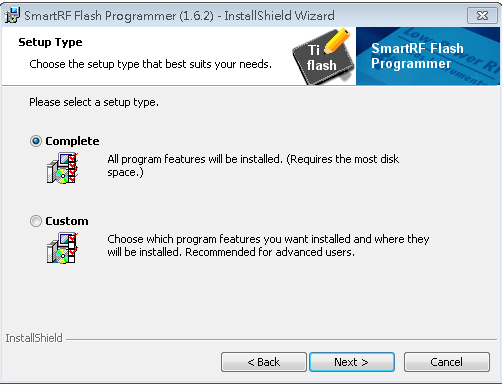 SmartRF Flash Programmer (1.6.2) - InstallShield Wizard
Setup Type
Choose the setup type that best suits your needs.
Ti
flash
SmartRF Flash
Programmer
Please select a setup type.
Complete
All program features will be installed. (Requires the most disk
space.)
Custom
Choose which program features you want installed and where they
will be installed. Recommended for advanced users.
InstallShield
< Back
Next >
Cancel